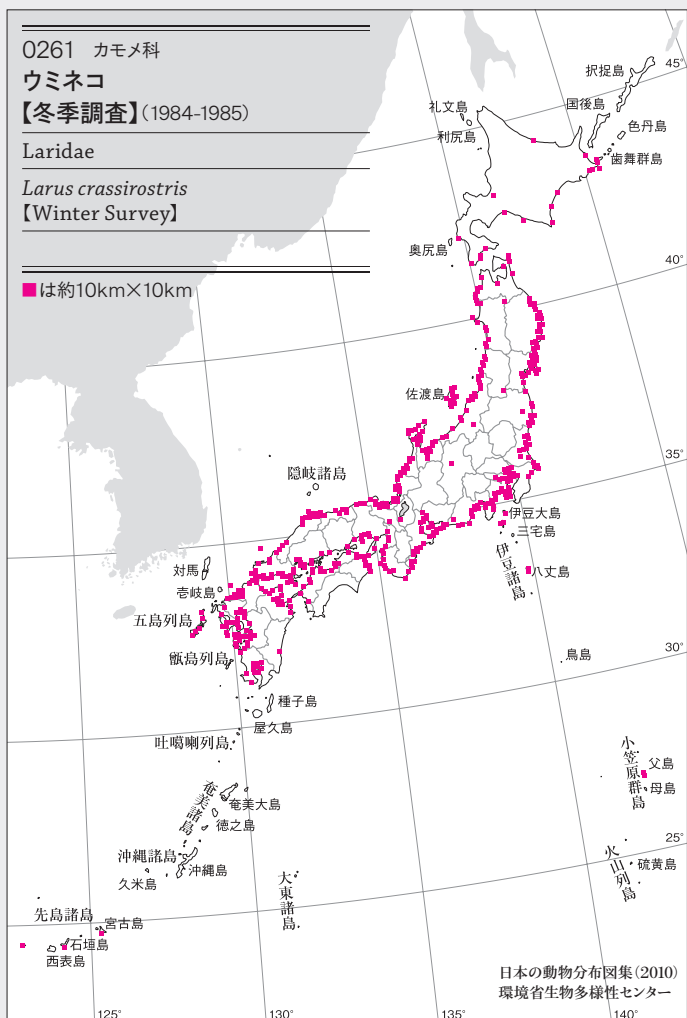 0261 カモメ科
ウミネコ
【冬季調査】(1984-1985)
Laridae
Larus crassirostris
【Winter Survey】
■は約10km×10km
45°
択捉島
国後島
礼文島
色丹島
利尻島
歯舞群島
奥尻島
40°
佐渡島
35°
隠岐諸島
伊豆大島
三宅島
伊豆諸島
八丈島
対馬
壱岐島
五島列島
甑島列島
鳥島
30°
種子島
屋久島
吐噶喇列島
小笠原群島
父島
母島
奄美諸島
奄美大島
徳之島
25°
沖縄諸島
沖縄島
久米島
火山列島
硫黄島
大東諸島
先島諸島
宮古島
石垣島
西表島
日本の動物分布図集(2010)
環境省生物多様性センター
125°
130°
135°
140°